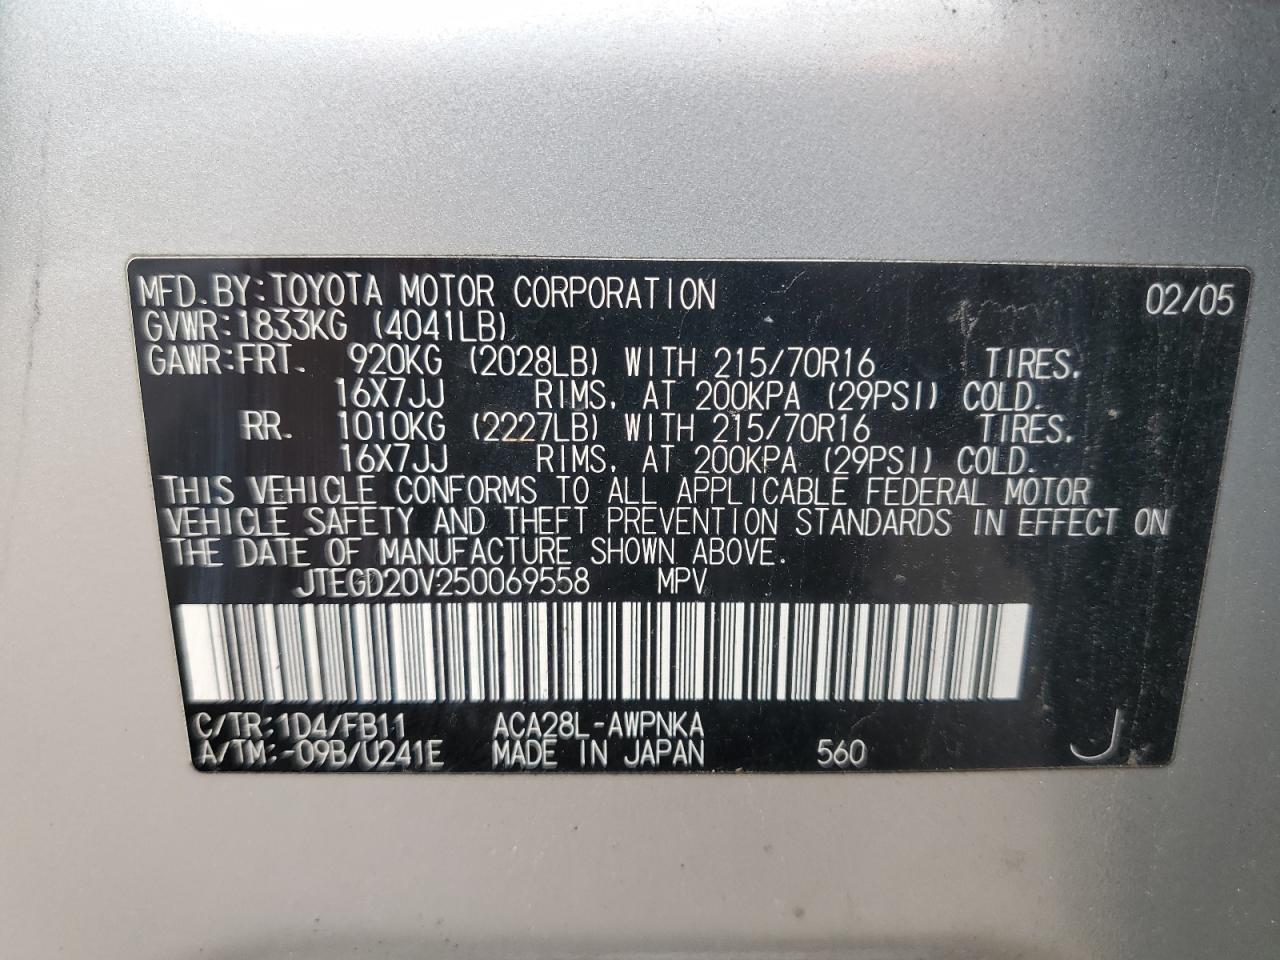 MFD. BY: TOYOTA MOTOR CORPORATION 02/05
GVWR: 1833KG (4041LB)
GAWR: FRT. 920KG (2028LB) WITH 215/70R16 TIRES,
16X7JJ RIMS, AT 200KPA (29PSI) COLD.
RR. 1010KG (2227LB) WITH 215/70R16 TIRES,
16X7JJ RIMS, AT 200KPA (29PSI) COLD.
THIS VEHICLE CONFORMS TO ALL APPLICABLE FEDERAL MOTOR
VEHICLE SAFETY AND THEFT PREVENTION STANDARDS IN EFFECT ON
THE DATE OF MANUFACTURE SHOWN ABOVE.
JTEGD20V250069558 MPV
C/TR: 1D4/FB11 ACA28L-AWPNKA
A/TM: -09B/U241E MADE IN JAPAN 560 J